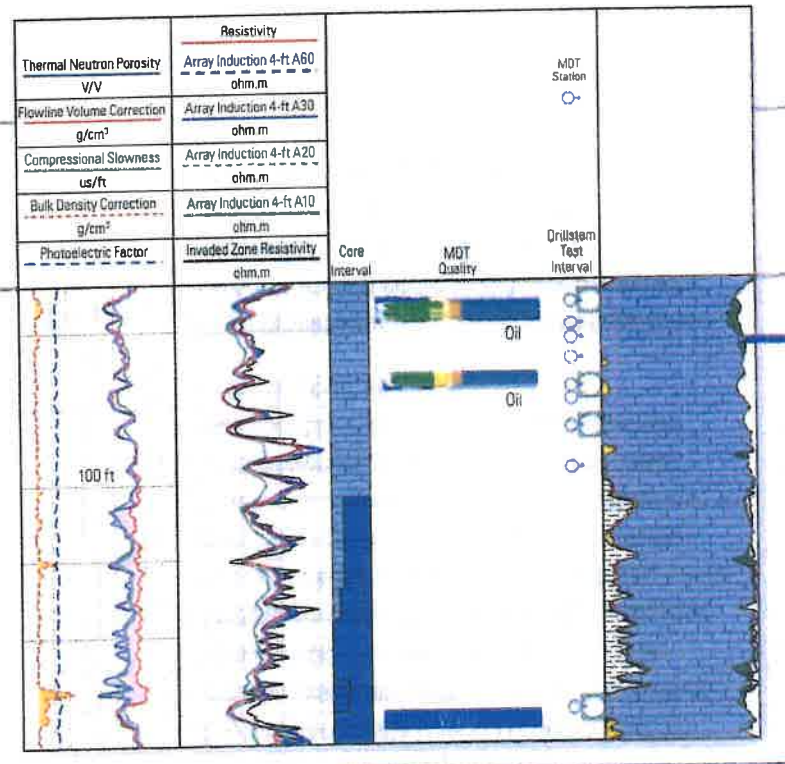 Thermal Neutron Porosity
V/V
Flowline Volume Correction
g/cm³
Compressional Slowness
us/ft
Bulk Density Correction
g/cm³
Photoelectric Factor
Resistivity
Array Induction 4-ft A60
ohm.m
Array Induction 4-ft A30
ohm.m
Array Induction 4-ft A20
ohm.m
Array Induction 4-ft A10
ohm.m
Invaded Zone Resistivity
ohm.m
Core
Interval
MDT
Quality
MDT
Station
Drillstem
Test
Interval
Oil
Oil
100 ft